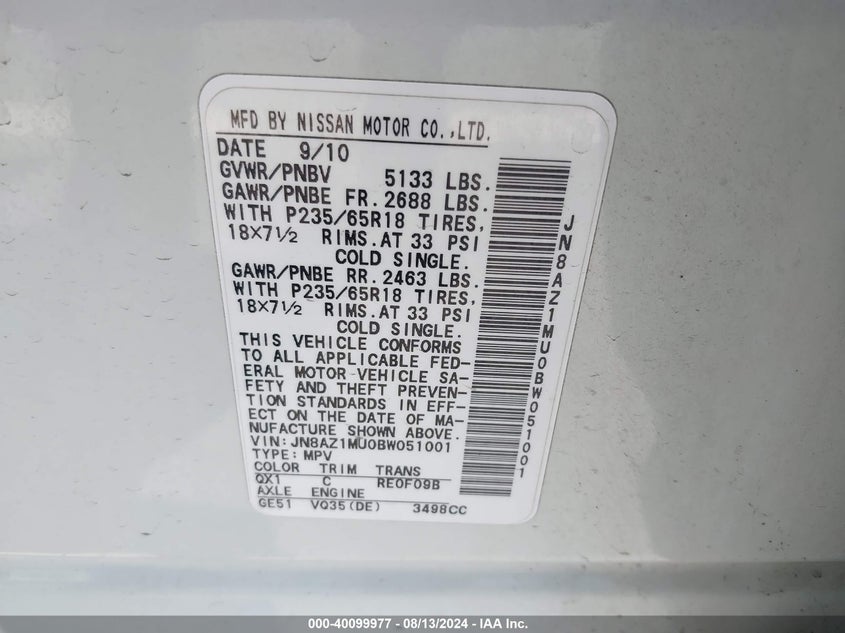 MFD BY NISSAN MOTOR CO.,LTD.
DATE 9/10
GVWR/PNBV 5133 LBS.
GAWR/PNBE FR. 2688 LBS.
WITH P235/65R18 TIRES,
18X7½ RIMS.AT 33 PSI
COLD SINGLE.
GAWR/PNBE RR. 2463 LBS.
WITH P235/65R18 TIRES,
18X7½ RIMS.AT 33 PSI
COLD SINGLE.
THIS VEHICLE CONFORMS
TO ALL APPLICABLE FED-
ERAL MOTOR VEHICLE SA-
FETY AND THEFT PREVEN-
TION STANDARDS IN EFF-
ECT ON THE DATE OF MA-
NUFACTURE SHOWN ABOVE.
VIN:JN8AZ1MU0BW051001
TYPE: MPV
COLOR TRIM TRANS
QX1 C RE0F09B
AXLE ENGINE
GE51 VQ35(DE) 3498CC
JN8AZ1MU0BW051001
000-40099977 - 08/13/2024 - IAA Inc.